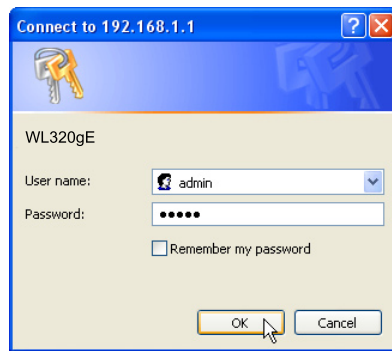 Connect to 192.168.1.1
WL320gE
User name:
admin
Password:
•••••
Remember my password
OK
Cancel